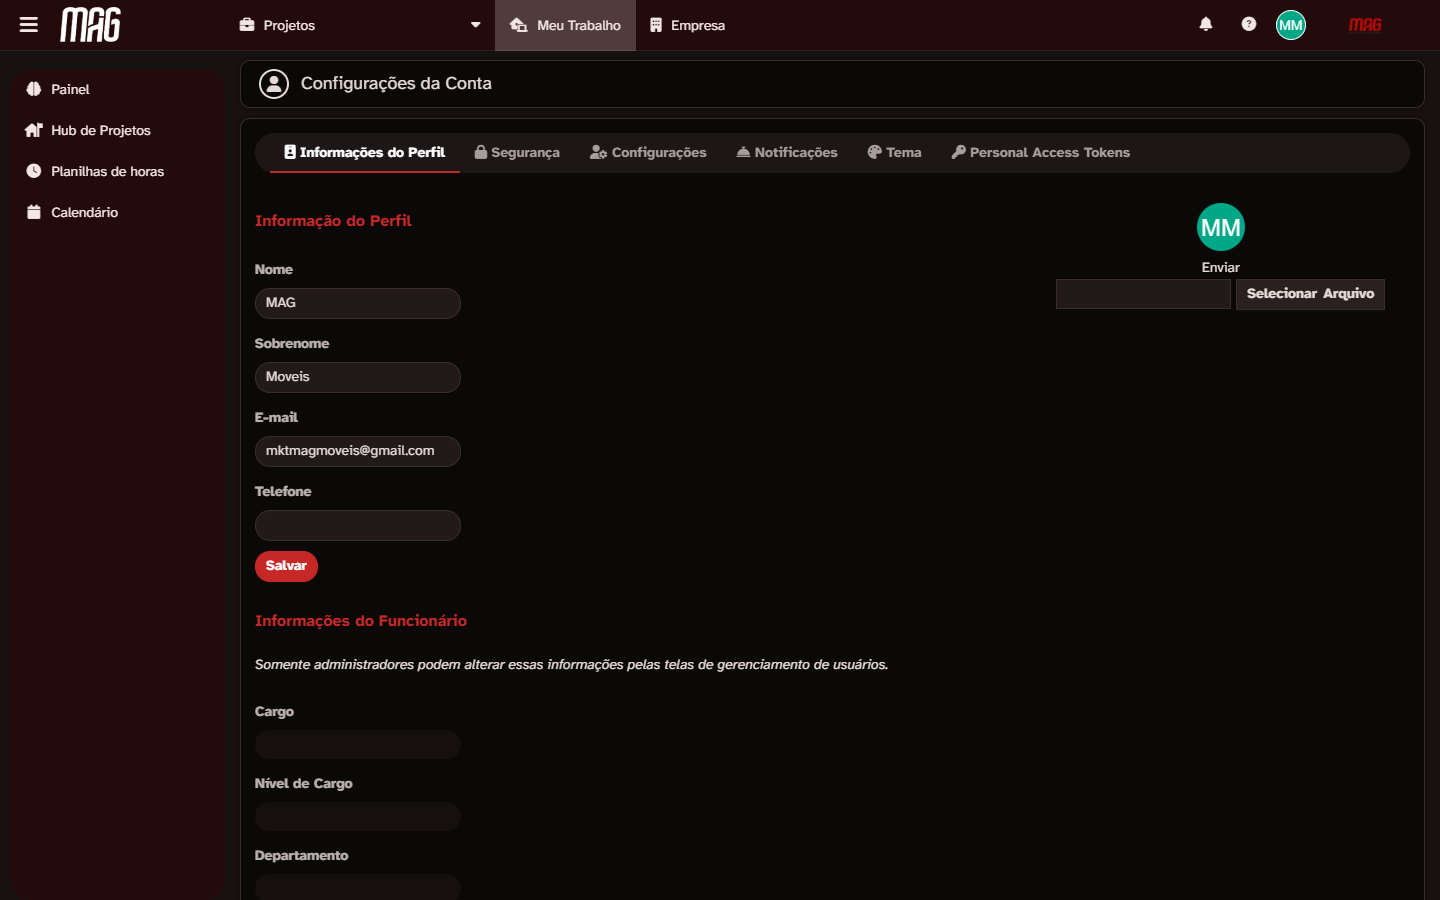 MAG
Projetos
Meu Trabalho
Empresa
?
MM
MAG
Painel
Hub de Projetos
Planilhas de horas
Calendário
Configurações da Conta
Informações do Perfil
Segurança
Configurações
Notificações
Tema
Personal Access Tokens
Informação do Perfil
MM
Enviar
Selecionar Arquivo
Nome
MAG
Sobrenome
Moveis
E-mail
mktmagmoveis@gmail.com
Telefone
Salvar
Informações do Funcionário
Somente administradores podem alterar essas informações pelas telas de gerenciamento de usuários.
Cargo
Nível de Cargo
Departamento